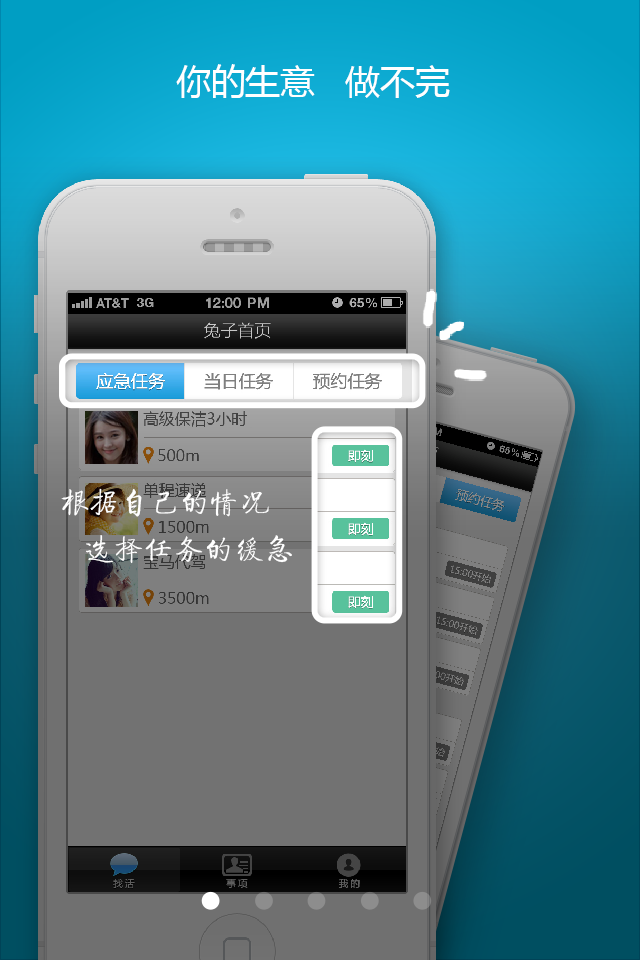 你的生意 做不完
AT&T 3G 12:00 PM 65%
兔子首页
应急任务 当日任务 预约任务
高级保洁3小时
500m 即刻
单程速递
1500m 即刻
宝马代驾
3500m 即刻
根据自己的情况
选择任务的缓急
找活 事项 我的
M 65%
预约任务
15:00开始
15:00开始
00开始